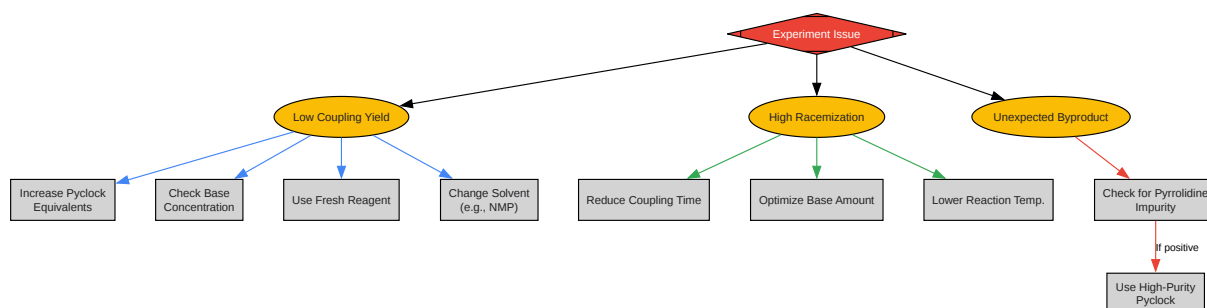 Experiment Issue
Low Coupling Yield
High Racemization
Unexpected Byproduct
Increase Pyclock
Equivalents
Check Base
Concentration
Use Fresh Reagent
Change Solvent
(e.g., NMP)
Reduce Coupling Time
Optimize Base Amount
Lower Reaction Temp.
Check for Pyrrolidine
Impurity
If positive
Use High-Purity
Pyclock